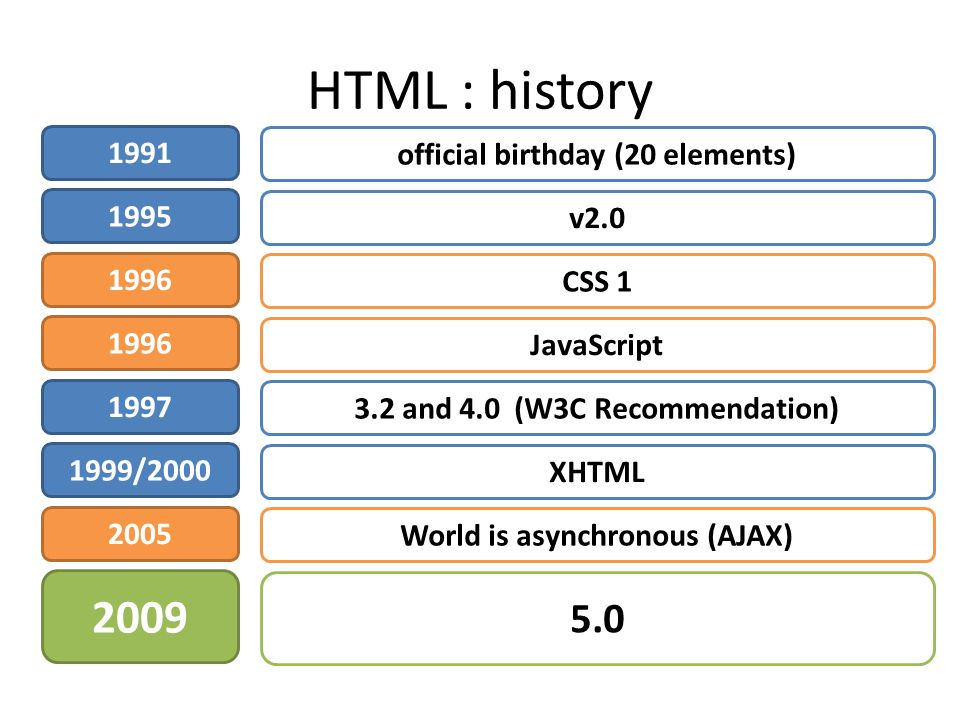 HTML : history
1991
official birthday (20 elements)
1995
v2.0
1996
CSS 1
1996
JavaScript
1997
3.2 and 4.0 (W3C Recommendation)
1999/2000
XHTML
2005
World is asynchronous (AJAX)
2009
5.0